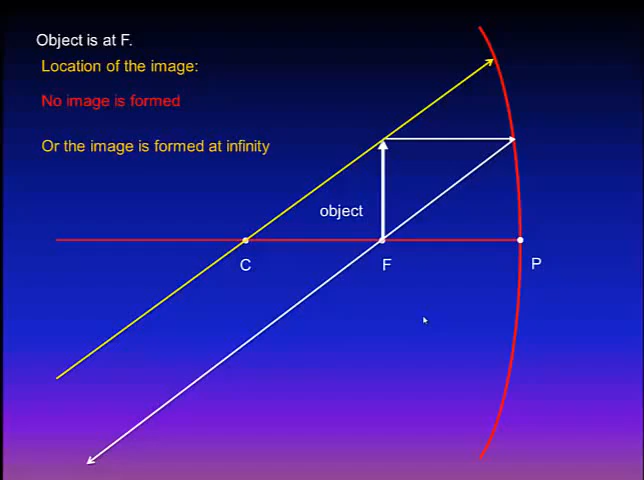 Object is at F.
Location of the image:
No image is formed
Or the image is formed at infinity
object
C
F
P